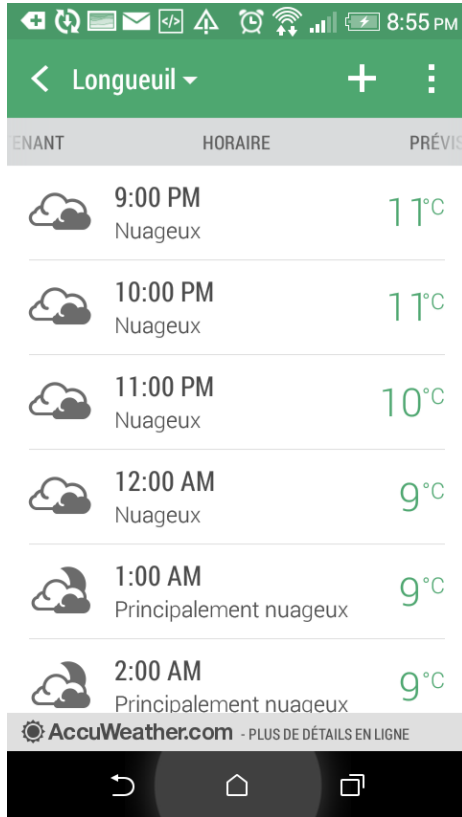 8:55 PM
Longueuil
ENANT HORAIRE PRÉVIS
9:00 PM
Nuageux
11°C
10:00 PM
Nuageux
11°C
11:00 PM
Nuageux
10°C
12:00 AM
Nuageux
9°C
1:00 AM
Principalement nuageux
9°C
2:00 AM
Principalement nuageux
9°C
AccuWeather.com - PLUS DE DÉTAILS EN LIGNE